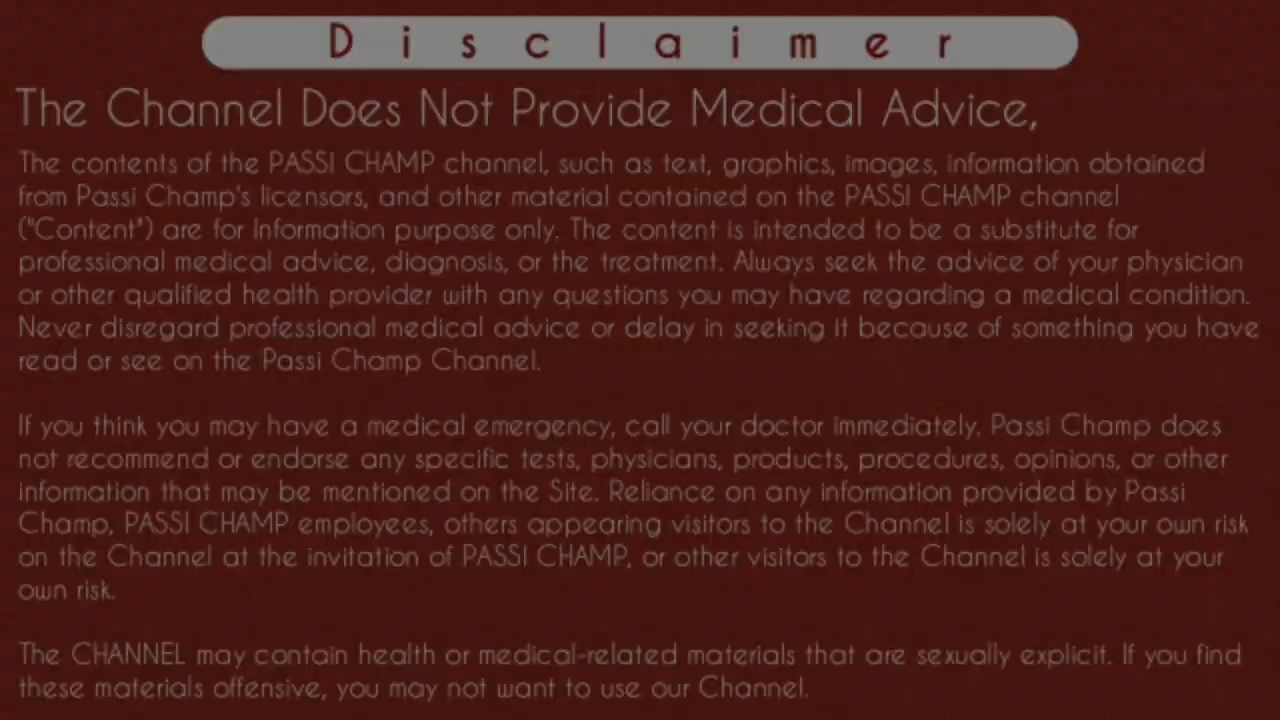 Disclaimer
The Channel Does Not Provide Medical Advice,
The contents of the PASSI CHAMP channel, such as text, graphics, images, information obtained
from Passi Champ's licensors, and other material contained on the PASSI CHAMP channel
("Content") are for Information purpose only. The content is intended to be a substitute for
professional medical advice, diagnosis, or the treatment. Always seek the advice of your physician
or other qualified health provider with any questions you may have regarding a medical condition.
Never disregard professional medical advice or delay in seeking it because of something you have
read or see on the Passi Champ Channel.
If you think you may have a medical emergency, call your doctor immediately. Passi Champ does
not recommend or endorse any specific tests, physicians, products, procedures, opinions, or other
information that may be mentioned on the Site. Reliance on any information provided by Passi
Champ, PASSI CHAMP employees, others appearing visitors to the Channel is solely at your own risk
on the Channel at the invitation of PASSI CHAMP, or other visitors to the Channel is solely at your
own risk.
The CHANNEL may contain health or medical-related materials that are sexually explicit. If you find
these materials offensive, you may not want to use our Channel.